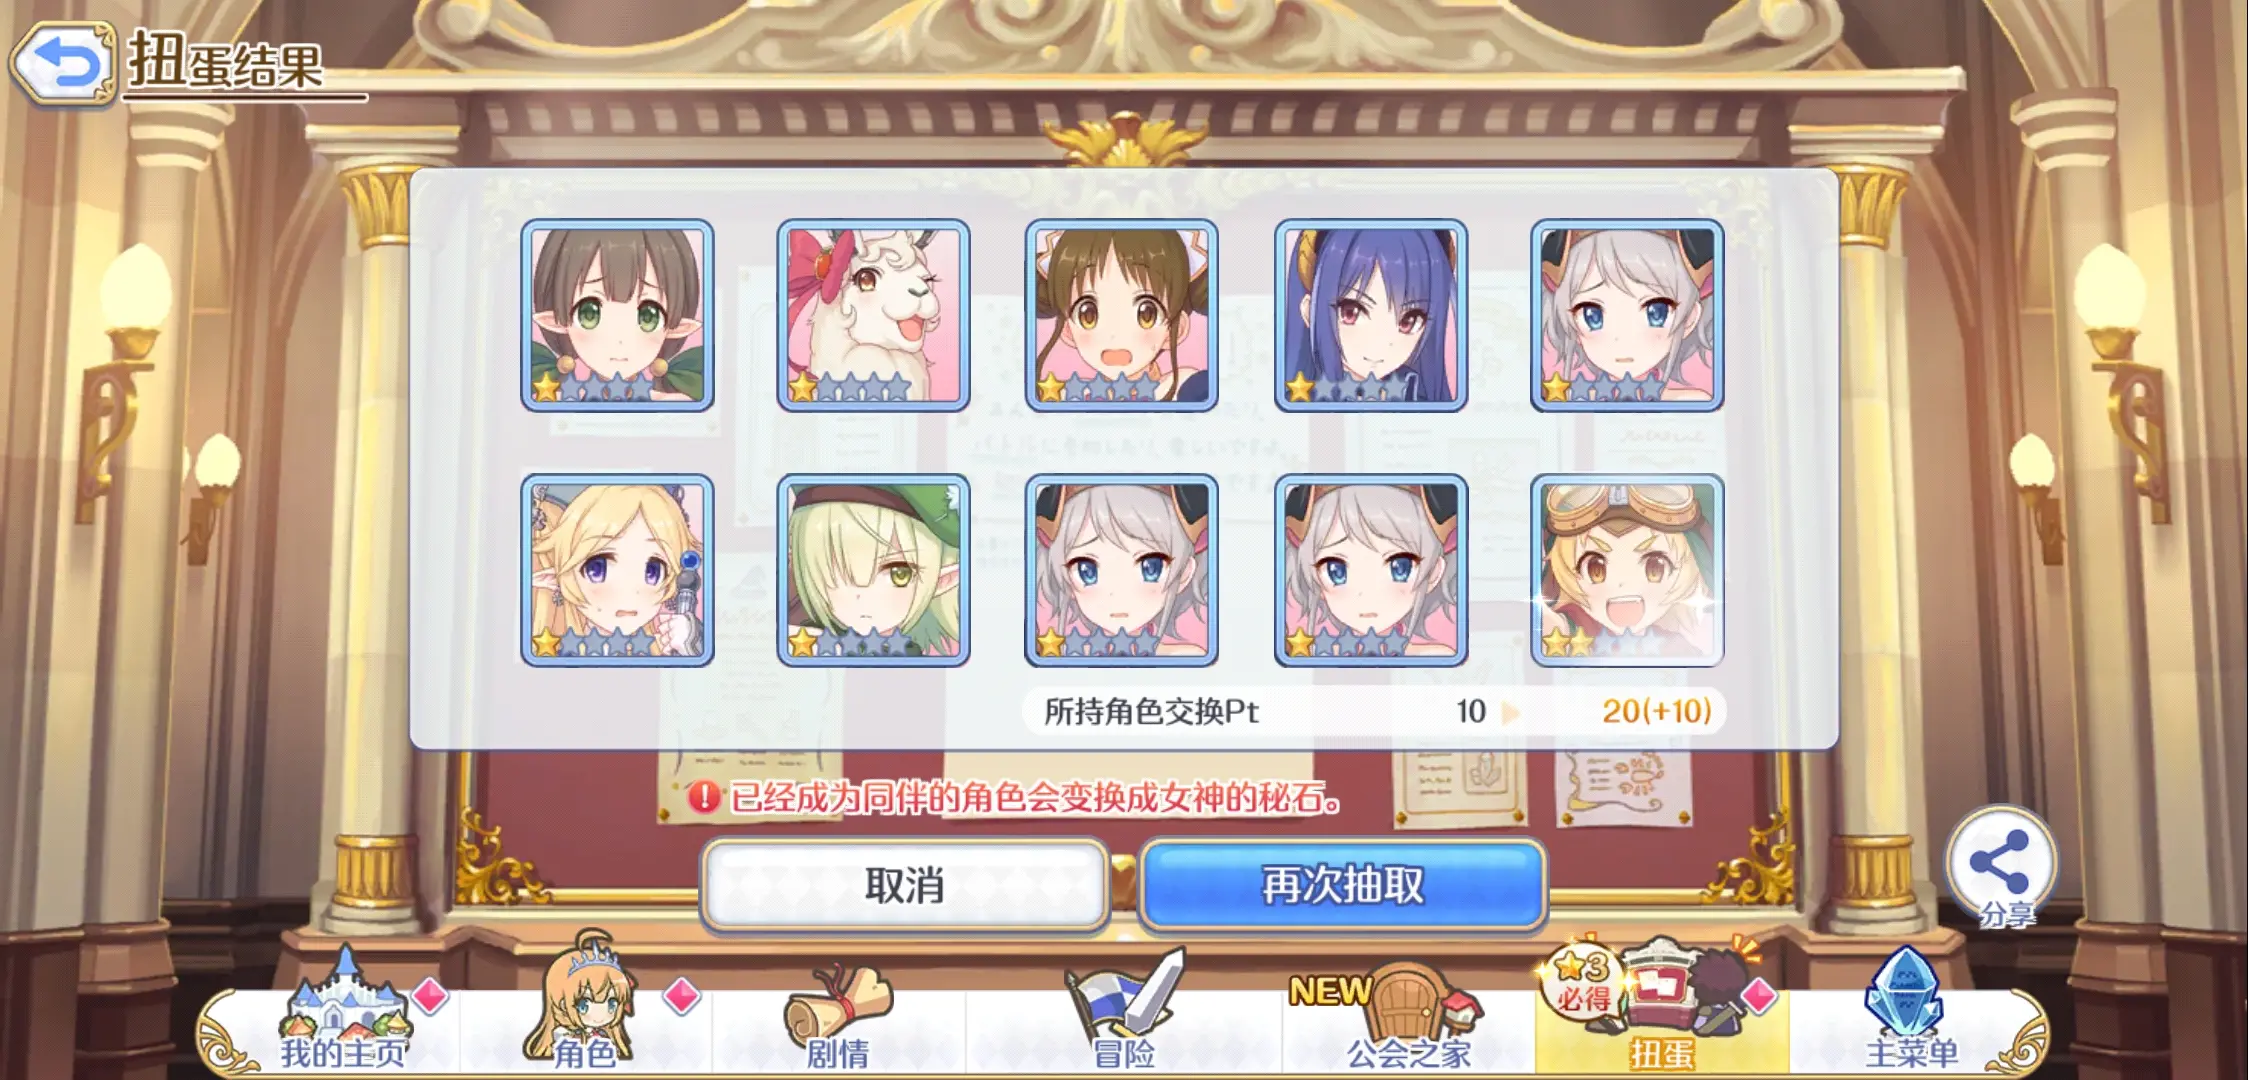 扭蛋结果
所持角色交换Pt 10 20(+10)
已经成为同伴的角色会变换成女神的秘石。
取消
再次抽取
分享
NEW
3
必得
我的主页
角色
剧情
冒险
公会之家
扭蛋
主菜单